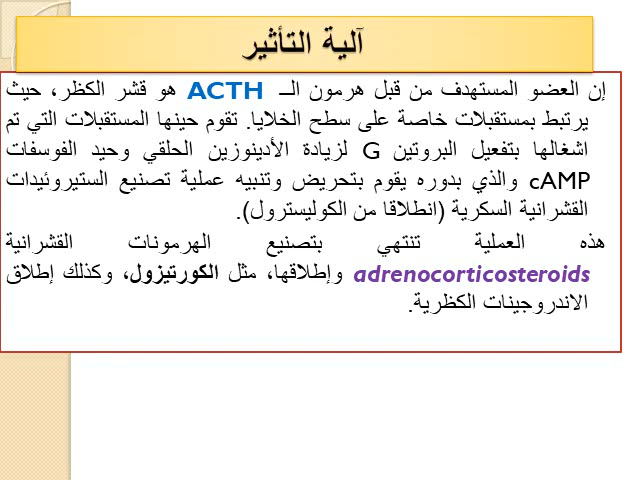 آلية التأثير
إن العضو المستهدف من قبل هرمون الـ ACTH هو قشر الكظر، حيث
يرتبط بمستقبلات خاصة على سطح الخلايا. تقوم حينها المستقبلات التي تم
اشغالها بتفعيل البروتين G لزيادة الأدينوزين الحلقي وحيد الفوسفات
cAMP والذي بدوره يقوم بتحريض وتنبيه عملية تصنيع الستيروئيدات
القشرانية السكرية (انطلاقا من الكوليسترول).
هذه العملية تنتهي بتصنيع الهرمونات القشرانية
adrenocorticosteroids وإطلاقها، مثل الكورتيزول، وكذلك إطلاق
الاندروجينات الكظرية.